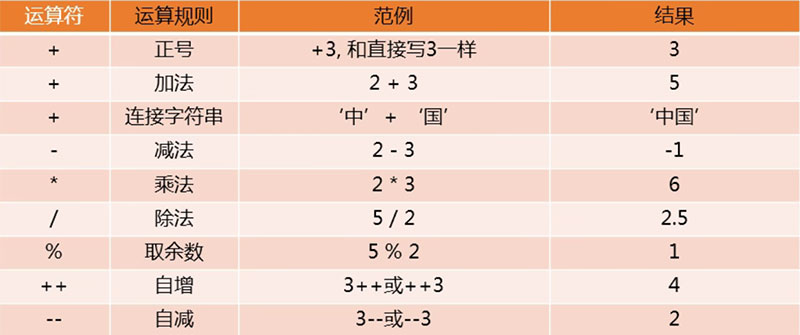 运算符 运算规则 范例 结果
+ 正号 +3, 和直接写3一样 3
+ 加法 2 + 3 5
+ 连接字符串 ‘中’ + ‘国’ ‘中国’
- 减法 2 - 3 -1
* 乘法 2 * 3 6
/ 除法 5 / 2 2.5
% 取余数 5 % 2 1
++ 自增 3++或++3 4
-- 自减 3--或--3 2